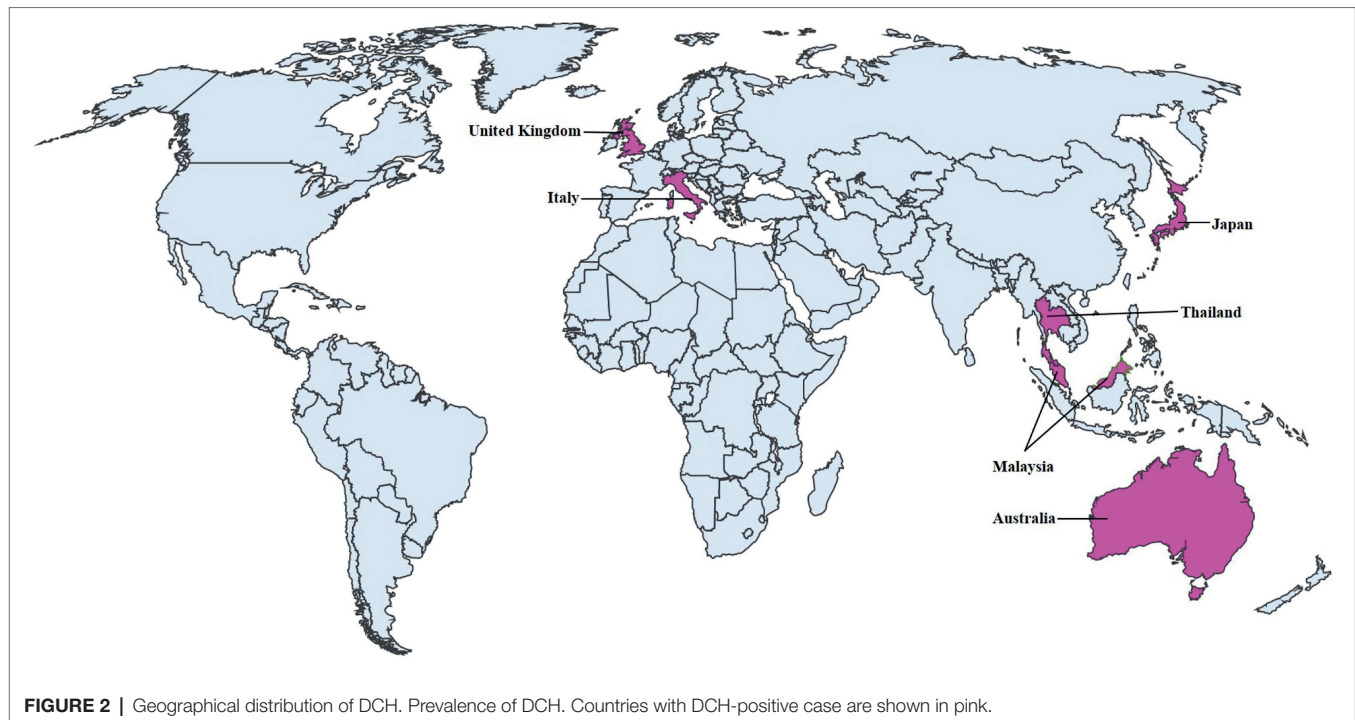 United Kingdom
Italy
Japan
Thailand
Malaysia
Australia
FIGURE 2 | Geographical distribution of DCH. Prevalence of DCH. Countries with DCH-positive case are shown in pink.